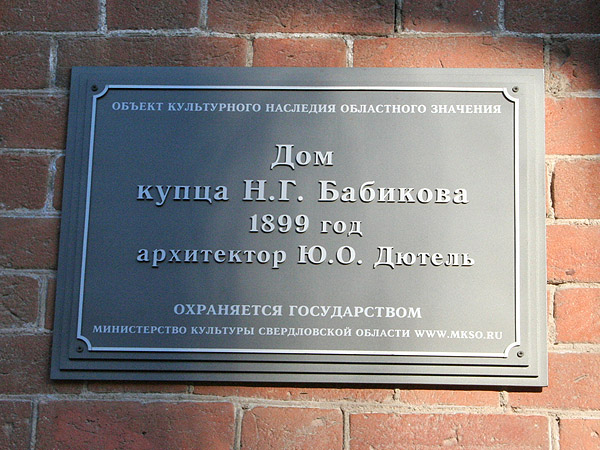 ОБЪЕКТ КУЛЬТУРНОГО НАСЛЕДИЯ ОБЛАСТНОГО ЗНАЧЕНИЯ
Дом
купца Н.Г. Бабикова
1899 год
архитектор Ю.О. Дютель
ОХРАНЯЕТСЯ ГОСУДАРСТВОМ
МИНИСТЕРСТВО КУЛЬТУРЫ СВЕРДЛОВСКОЙ ОБЛАСТИ WWW.MKSO.RU